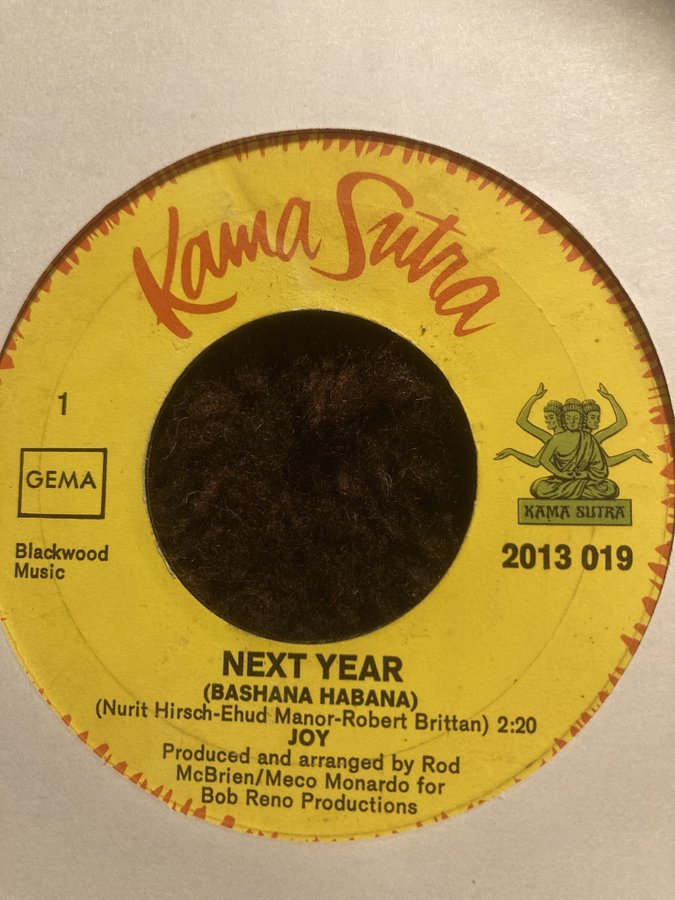 Kama Sutra
1
GEMA
Blackwood
Music
KAMA SUTRA
2013 019
NEXT YEAR
(BASHANA HABANA)
(Nurit Hirsch-Ehud Manor-Robert Brittan) 2:20
JOY
Produced and arranged by Rod
McBrien/Meco Monardo for
Bob Reno Productions